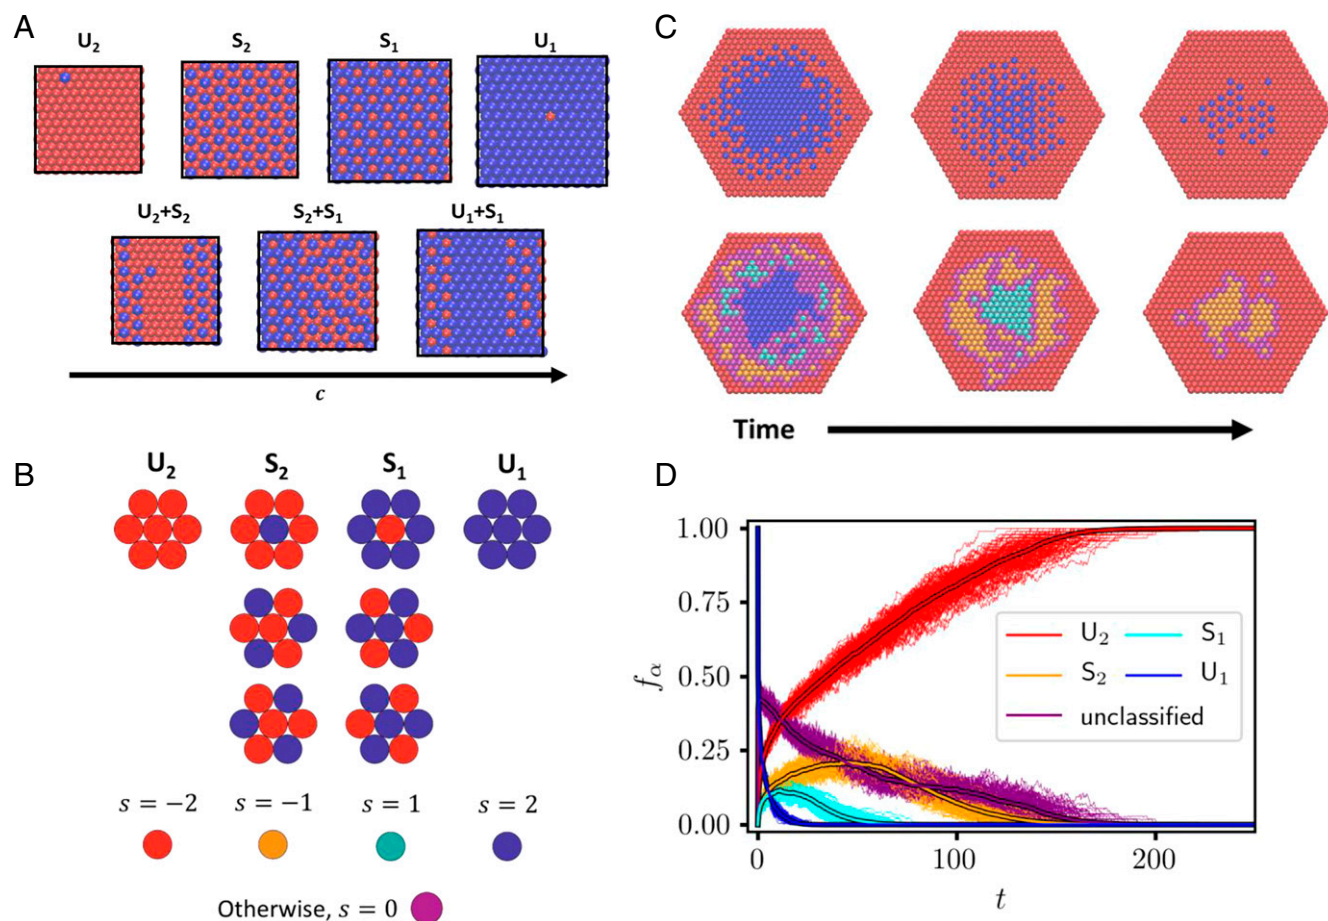 A
U₂ S₂ S₁ U₁
U₂+S₂ S₂+S₁ U₁+S₁
c
B
U₂ S₂ S₁ U₁
s = −2 s = −1 s = 1 s = 2
Otherwise, s = 0
C
Time
D
1.00
0.75
0.50
0.25
0.00
fα
U₂ S₁
S₂ U₁
unclassified
0 100 200
t